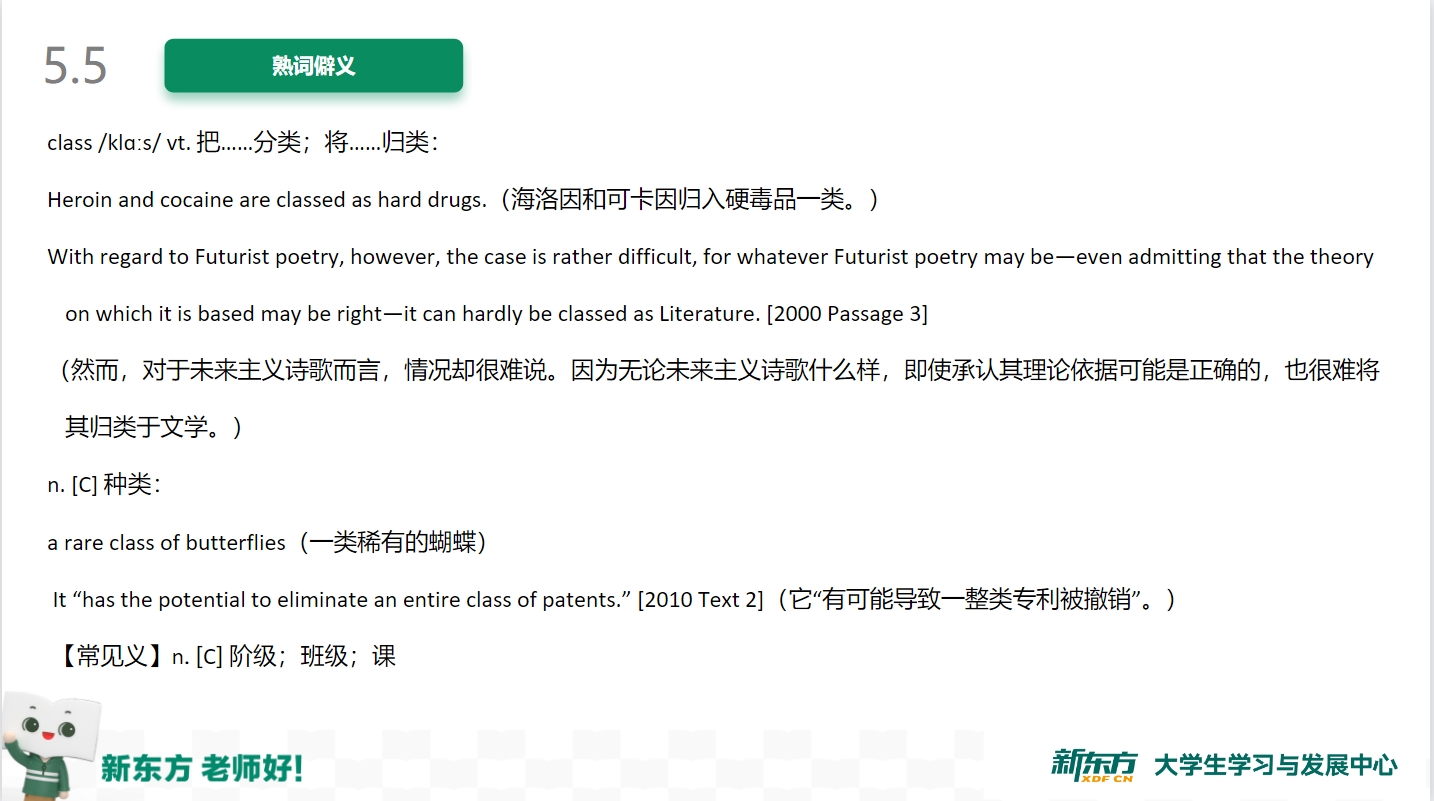 5.5
熟词僻义
class /klɑːs/ vt. 把……分类；将……归类：
Heroin and cocaine are classed as hard drugs.（海洛因和可卡因归入硬毒品一类。）
With regard to Futurist poetry, however, the case is rather difficult, for whatever Futurist poetry may be—even admitting that the theory
on which it is based may be right—it can hardly be classed as Literature. [2000 Passage 3]
（然而，对于未来主义诗歌而言，情况却很难说。因为无论未来主义诗歌什么样，即使承认其理论依据可能是正确的，也很难将
其归类于文学。）
n. [C] 种类：
a rare class of butterflies（一类稀有的蝴蝶）
It “has the potential to eliminate an entire class of patents.” [2010 Text 2]（它“有可能导致一整类专利被撤销”。）
【常见义】n. [C] 阶级；班级；课
新东方 老师好！
新东方 XDF.CN 大学生学习与发展中心